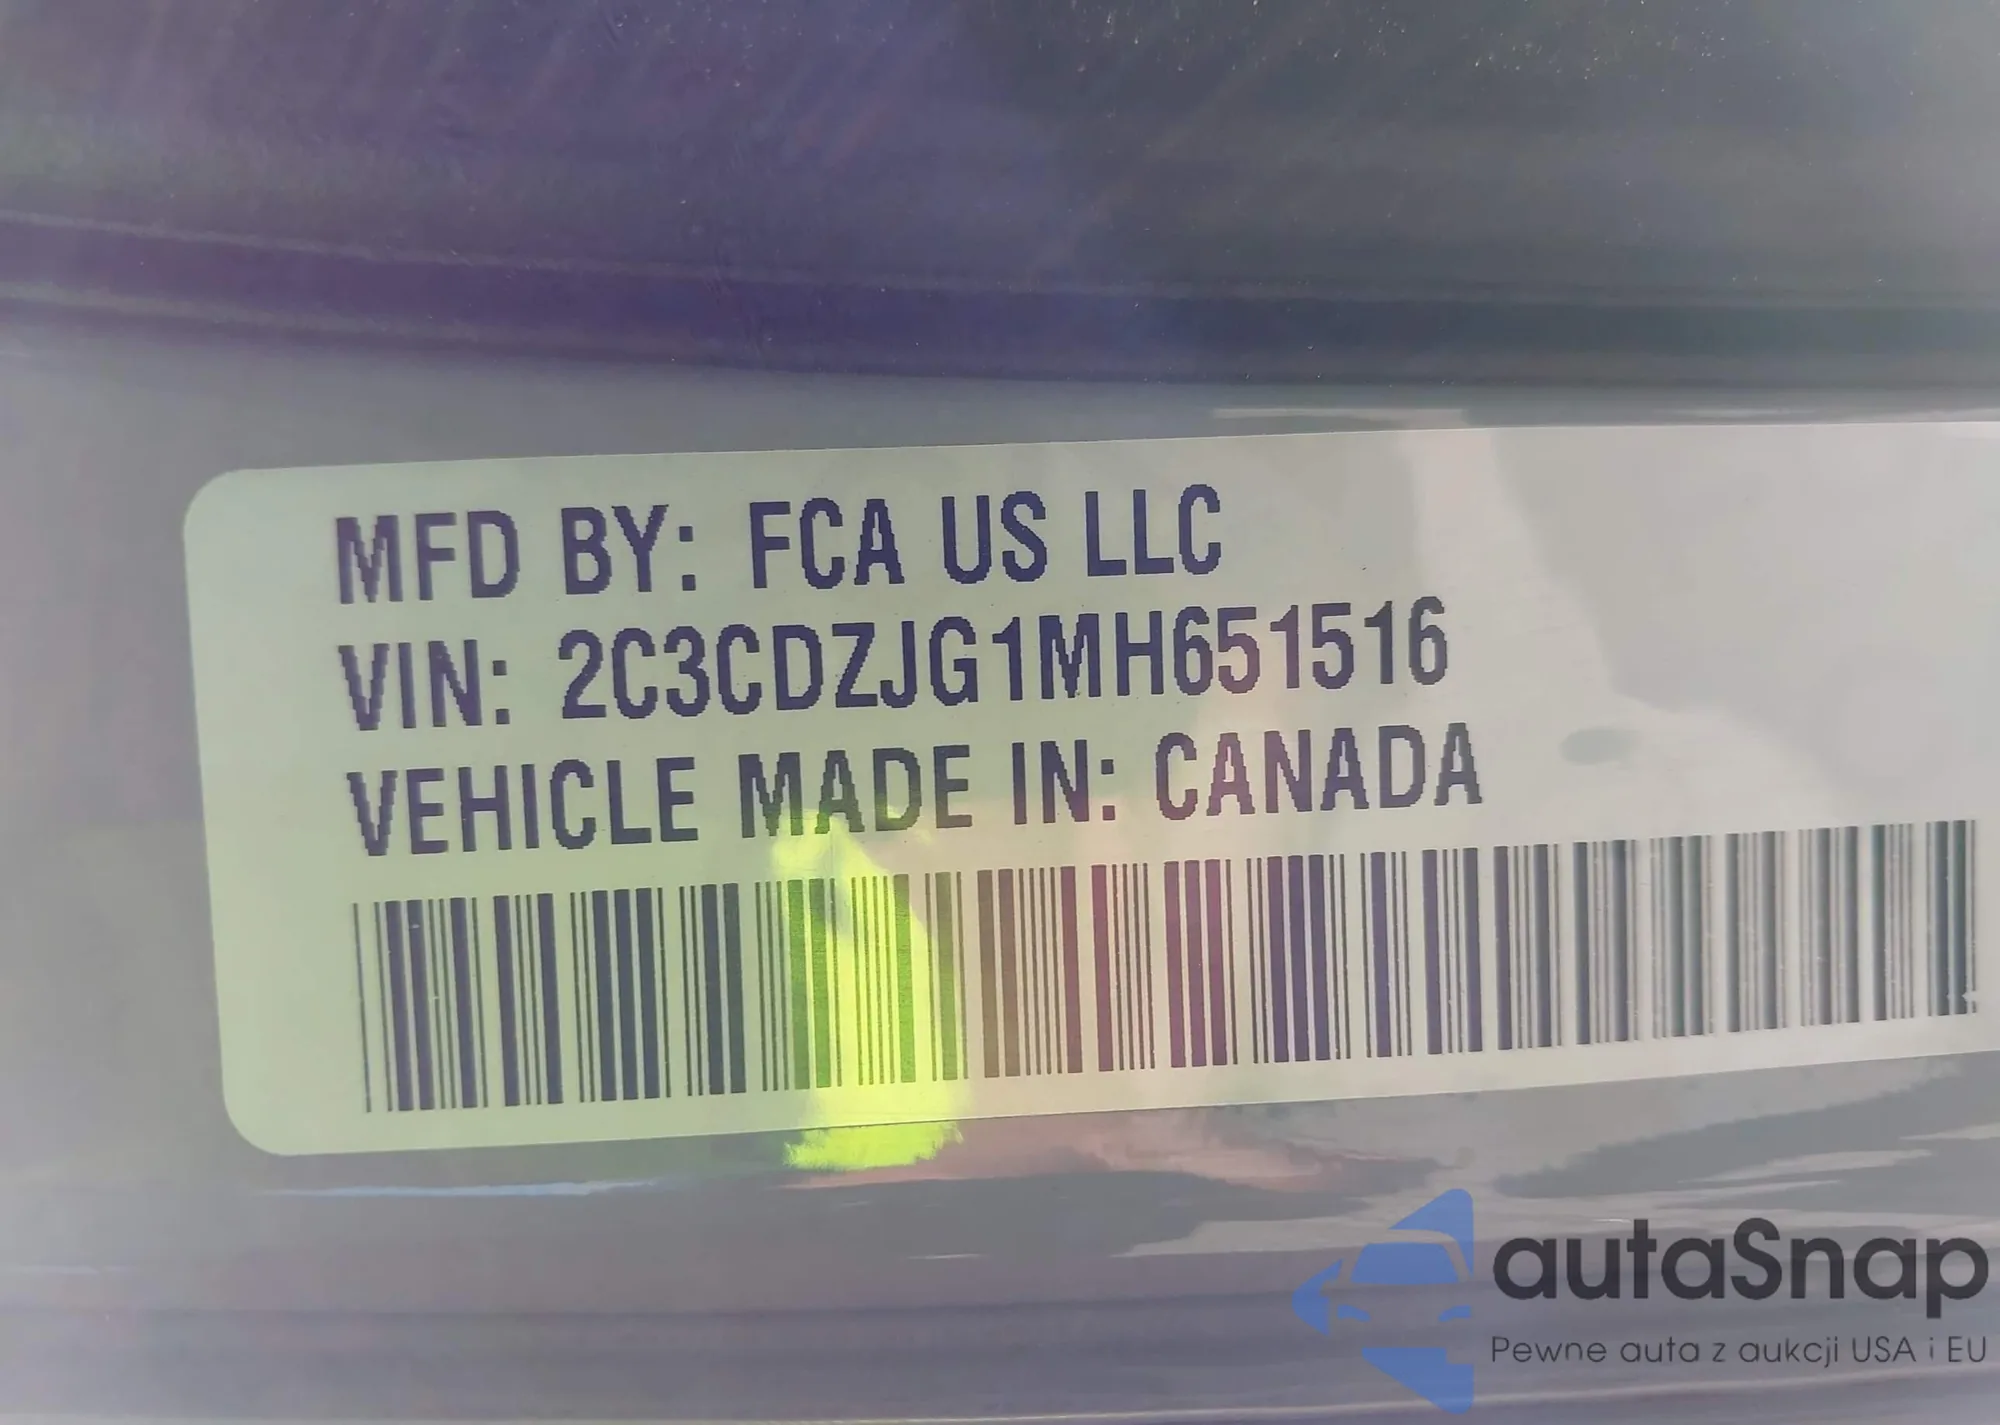 MFD BY: FCA US LLC
VIN: 2C3CDZJG1MH651516
VEHICLE MADE IN: CANADA
autaSnap
Pewne auta z aukcji USA i EU